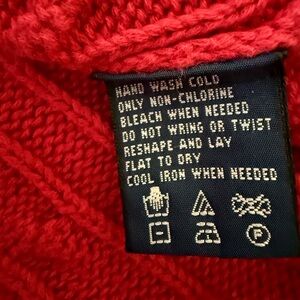 HAND WASH COLD
ONLY NON-CHLORINE
BLEACH WHEN NEEDED
DO NOT WRING OR TWIST
RESHAPE AND LAY
FLAT TO DRY
COOL IRON WHEN NEEDED
P